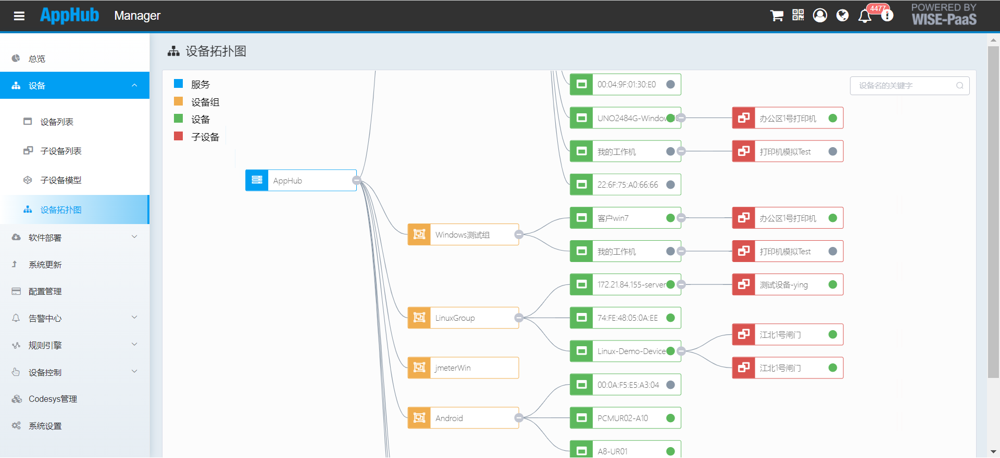 AppHub Manager
4477
POWERED BY
WISE-PaaS
总览
设备
设备列表
子设备列表
子设备模型
设备拓扑图
软件部署
系统更新
配置管理
告警中心
规则引擎
设备控制
Codesys管理
系统设置
设备拓扑图
服务
设备组
设备
子设备
设备名的关键字
AppHub
Windows测试组
LinuxGroup
jmeterWin
Android
00:04:9F:01:30:E0
UNO2484G-Window
我的工作机
22:6F:75:A0:66:66
客户win7
我的工作机
172.21.84.155-server
74:FE:48:05:0A:EE
Linux-Demo-Device
00:0A:F5:E5:A3:04
PCMUR02-A10
A8-UR01
办公区1号打印机
打印机模拟Test
办公区1号打印机
打印机模拟Test
测试设备-ying
江北1号闸门
江北1号闸门